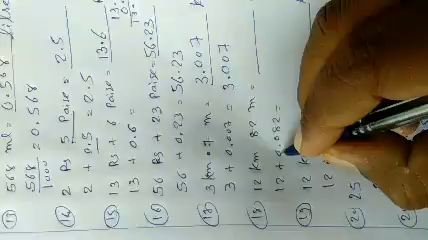 (13) 568 ml = 0.568
568/1000 = 0.568
(14) 2 Rs 5 Paise = 2.5
2 + 0.5 = 2.5
(15) 13 Rs + 6 Paise = 13.6
13 + 0.6 =
(16) 56 Rs + 23 Paise = 56.23
56 + 0.23 = 56.23
(17) 3 km 07 m = 3.007
3 + 0.007 = 3.007
(18) 12 km 82 m =
12 + 0.082 =
(19) 12
12
25